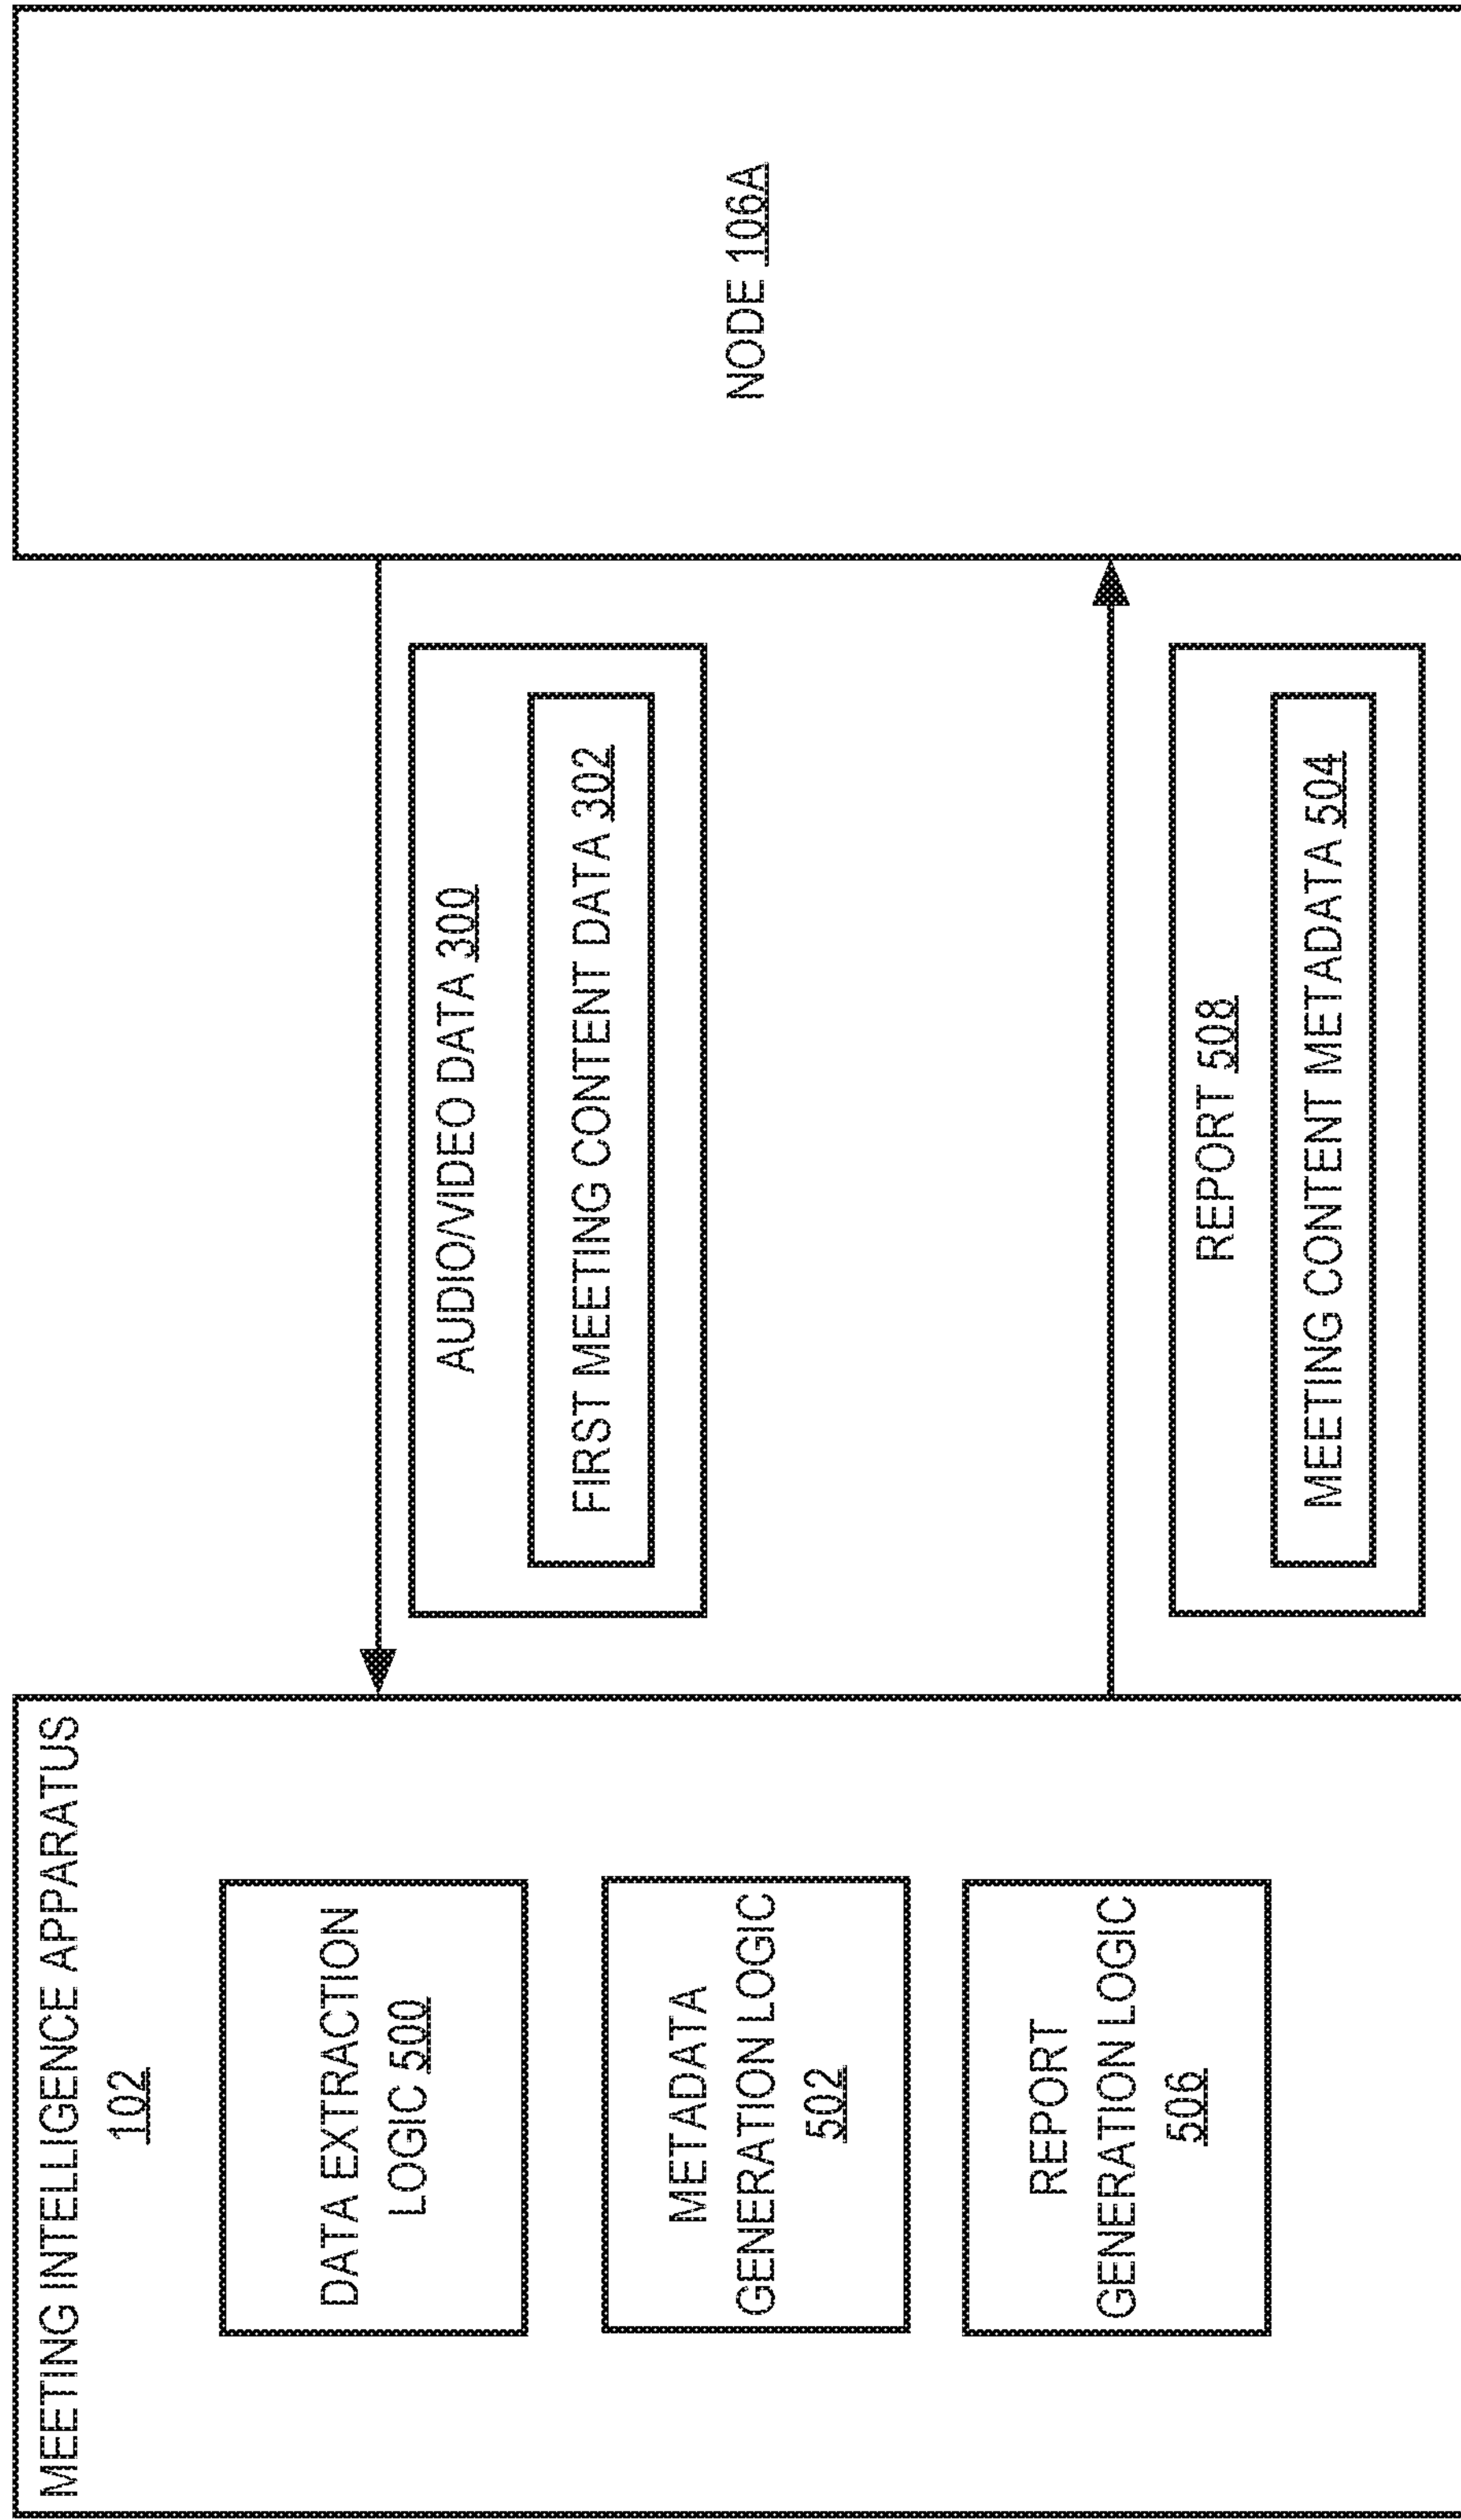 MEETING INTELLIGENCE APPARATUS
102
DATA EXTRACTION
LOGIC 500
METADATA
GENERATION LOGIC
502
REPORT
GENERATION LOGIC
506
AUDIO/VIDEO DATA 300
FIRST MEETING CONTENT DATA 302
REPORT 508
MEETING CONTENT METADATA 504
NODE 106A